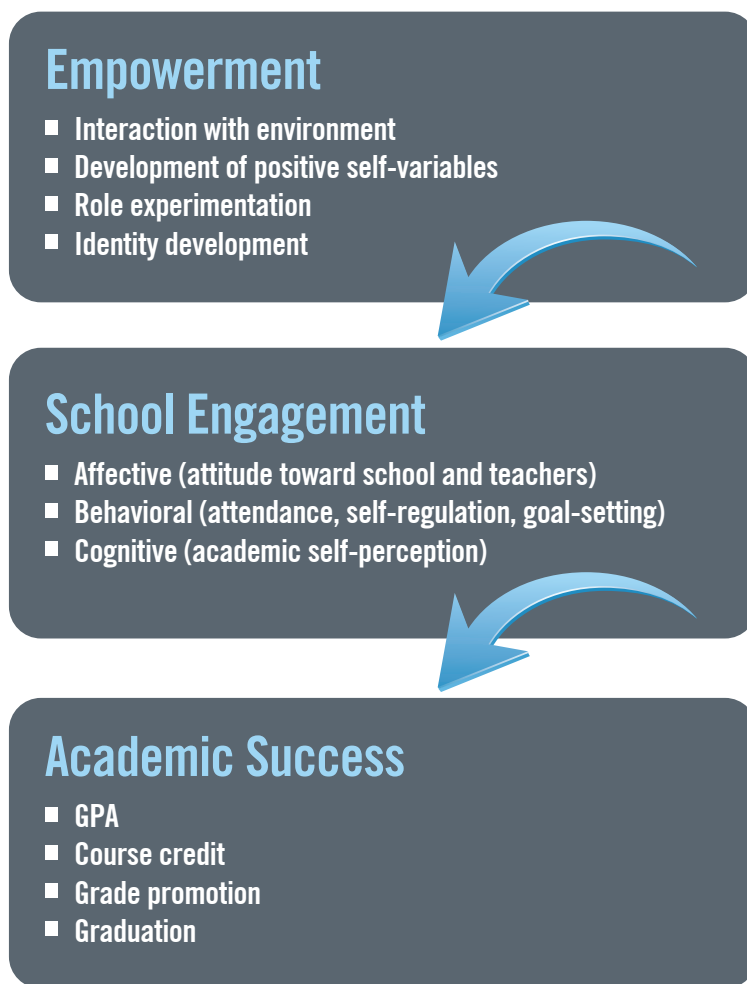 Empowerment
Interaction with environment
Development of positive self-variables
Role experimentation
Identity development
School Engagement
Affective (attitude toward school and teachers)
Behavioral (attendance, self-regulation, goal-setting)
Cognitive (academic self-perception)
Academic Success
GPA
Course credit
Grade promotion
Graduation